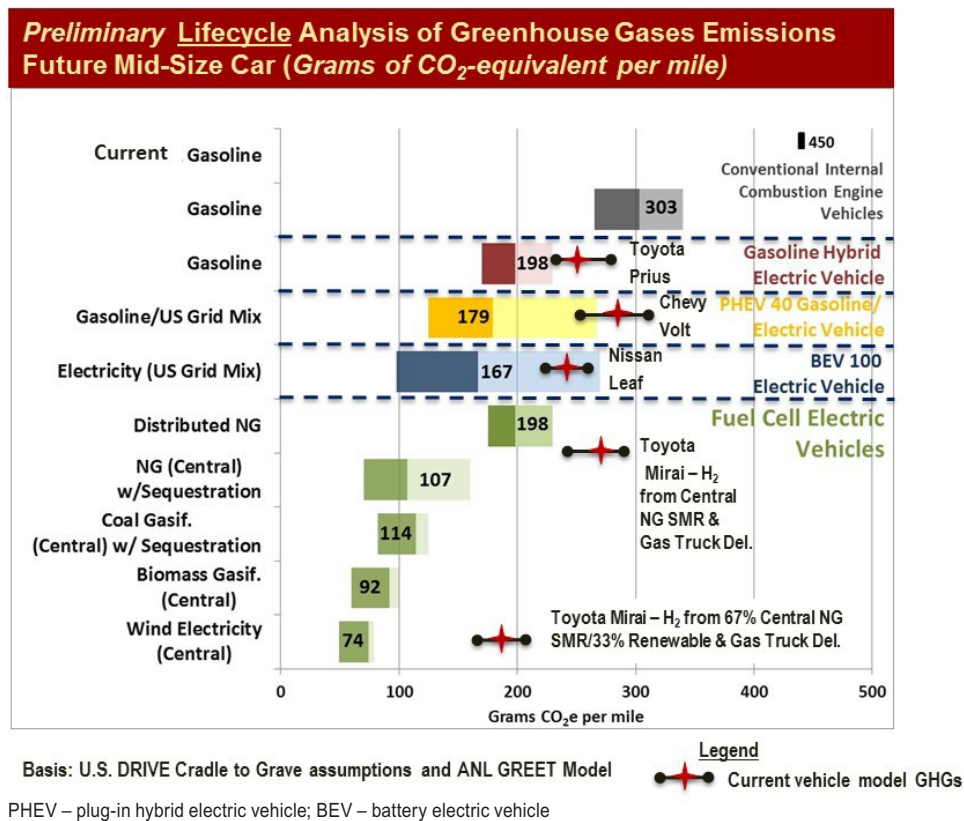 Preliminary Lifecycle Analysis of Greenhouse Gases Emissions
Future Mid-Size Car (Grams of CO₂-equivalent per mile)
Current Gasoline
450
Conventional Internal
Combustion Engine
Vehicles
Gasoline
303
Gasoline
198
Toyota
Prius
Gasoline Hybrid
Electric Vehicle
Gasoline/US Grid Mix
179
Chevy
Volt
PHEV 40 Gasoline/
Electric Vehicle
Electricity (US Grid Mix)
167
Nissan
Leaf
BEV 100
Electric Vehicle
Distributed NG
198
Fuel Cell Electric
Vehicles
Toyota
Mirai – H₂
from Central
NG SMR &
Gas Truck Del.
NG (Central)
w/Sequestration
107
Coal Gasif.
(Central) w/ Sequestration
114
Biomass Gasif.
(Central)
92
Wind Electricity
(Central)
74
Toyota Mirai – H₂ from 67% Central NG
SMR/33% Renewable & Gas Truck Del.
0 100 200 300 400 500
Grams CO₂e per mile
Basis: U.S. DRIVE Cradle to Grave assumptions and ANL GREET Model
Legend
Current vehicle model GHGs
PHEV – plug-in hybrid electric vehicle; BEV – battery electric vehicle